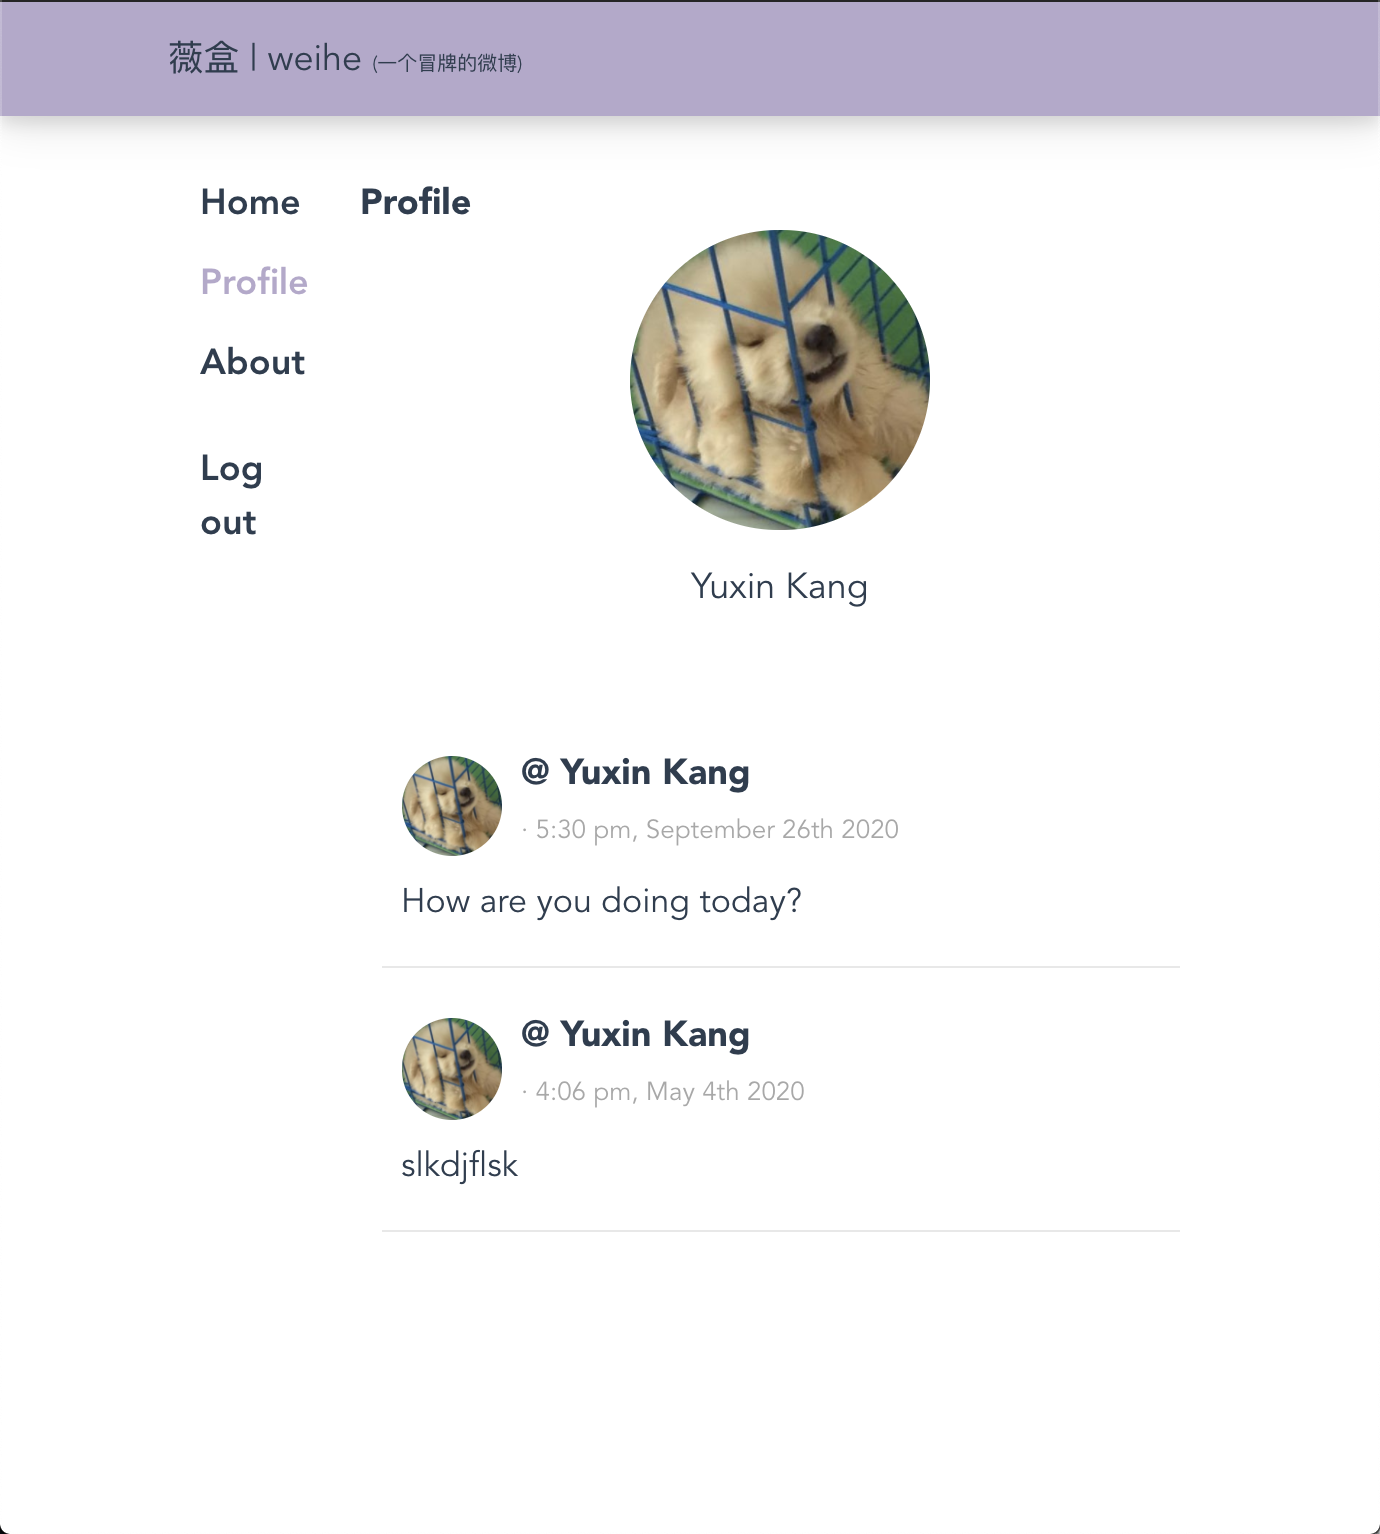 薇盒 | weihe (一个冒牌的微博)
Home
Profile
About
Log
out
Profile
Yuxin Kang
@ Yuxin Kang
· 5:30 pm, September 26th 2020
How are you doing today?
@ Yuxin Kang
· 4:06 pm, May 4th 2020
slkdjflsk